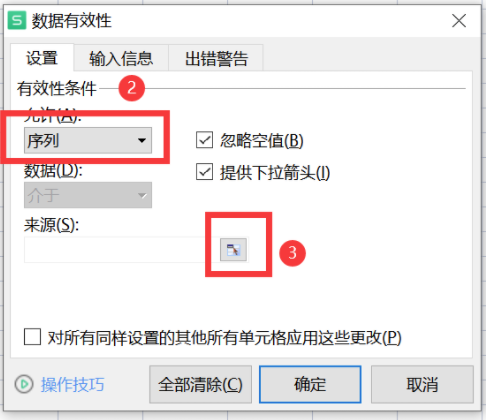 S 数据有效性
设置 输入信息 出错警告
有效性条件 2
允许(A):
序列 忽略空值(B)
数据(D): 提供下拉箭头(I)
介于
来源(S):
3
对所有同样设置的其他所有单元格应用这些更改(P)
操作技巧 全部清除(C) 确定 取消